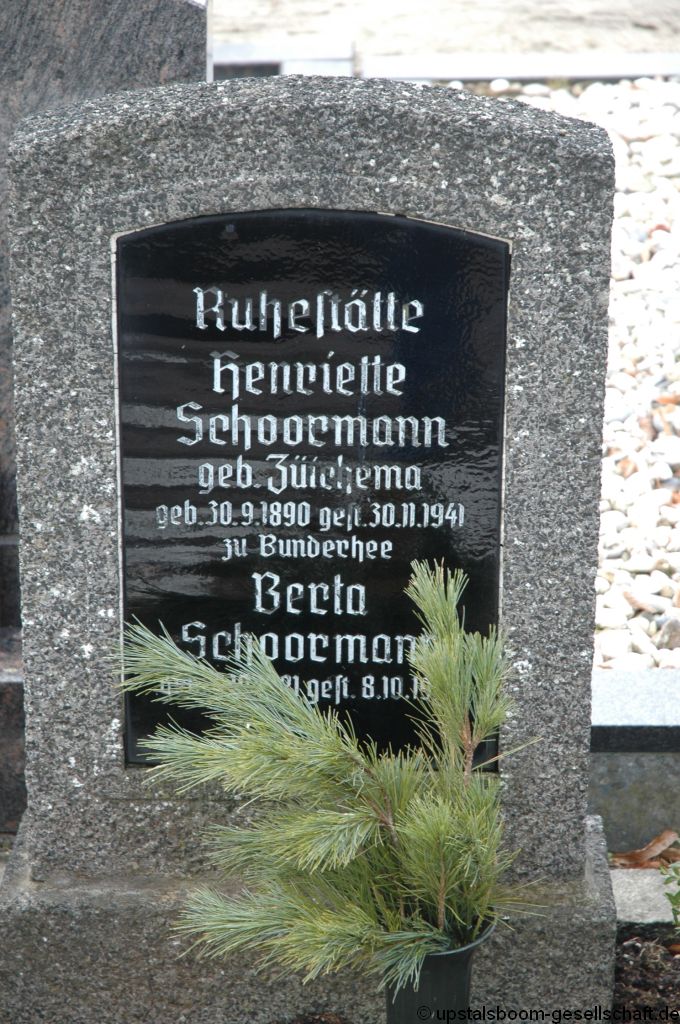 Ruheſtätte
Henriette
Schoormann
geb. Züichema
geb. 30.9.1890 geſt. 30.11.1941
zu Bunderhee
Berta
Schoormann
geſt. 8.10.
© upstalsboom-gesellschaft.de